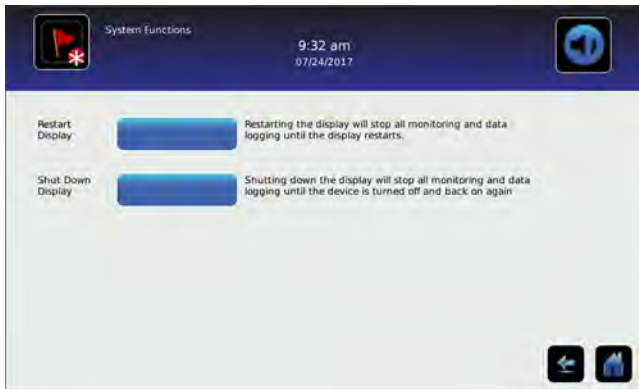 System Functions
9:32 am
07/24/2017
Restart
Display
Restarting the display will stop all monitoring and data
logging until the display restarts.
Shut Down
Display
Shutting down the display will stop all monitoring and data
logging until the device is turned off and back on again